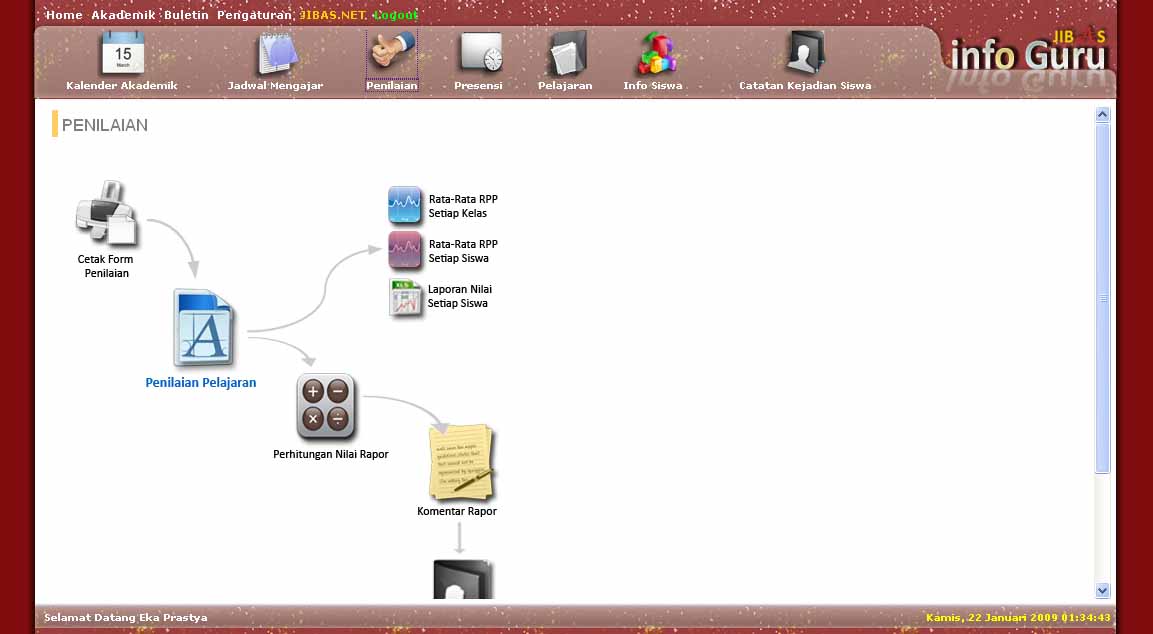 Home Akademik Buletin Pengaturan JIBAS.NET Logout
15
March
Kalender Akademik
Jadwal Mengajar
Penilaian
Presensi
Pelajaran
Info Siswa
Catatan Kejadian Siswa
JIBAS
info Guru
PENILAIAN
Cetak Form
Penilaian
Rata-Rata RPP
Setiap Kelas
Rata-Rata RPP
Setiap Siswa
XLS
Laporan Nilai
Setiap Siswa
A
Penilaian Pelajaran
+ −
× ÷
Perhitungan Nilai Rapor
Komentar Rapor
Selamat Datang Eka Prastya
Kamis, 22 Januari 2009 01:34:43